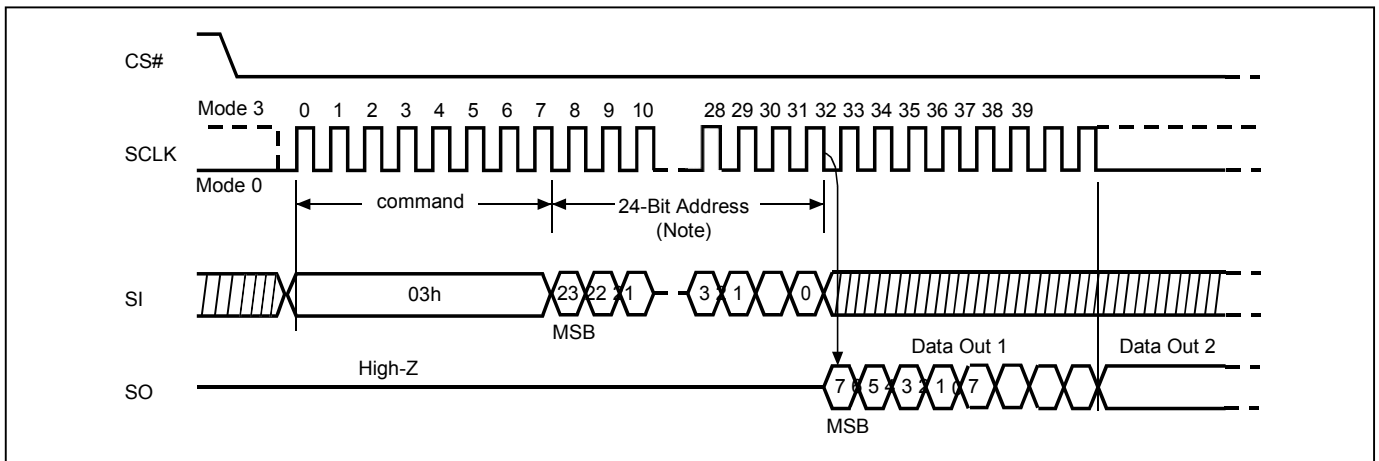 CS#
Mode 3
0 1 2 3 4 5 6 7 8 9 10 28 29 30 31 32 33 34 35 36 37 38 39
SCLK
Mode 0
command
24-Bit Address
(Note)
SI
03h
23 22 21 3 2 1 0
MSB
Data Out 1
Data Out 2
High-Z
SO
7 6 5 4 3 2 1 0 7
MSB